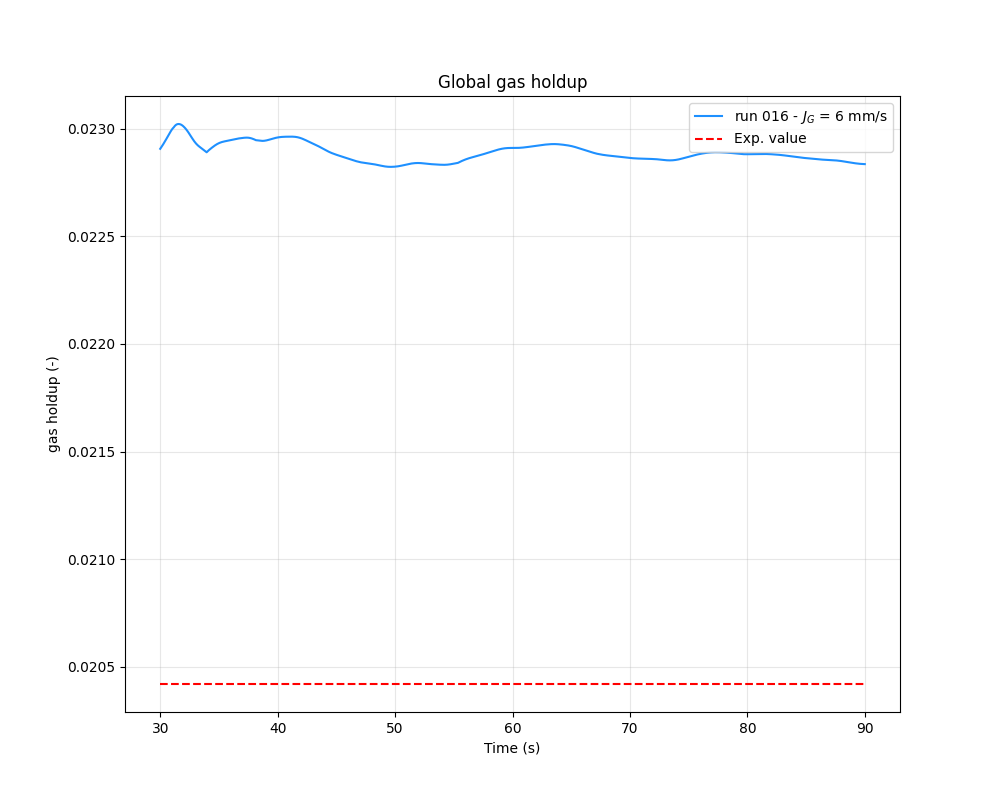 Global gas holdup
run 016 - J_G = 6 mm/s
Exp. value
0.0230
0.0225
0.0220
0.0215
0.0210
0.0205
gas holdup (-)
30 40 50 60 70 80 90
Time (s)